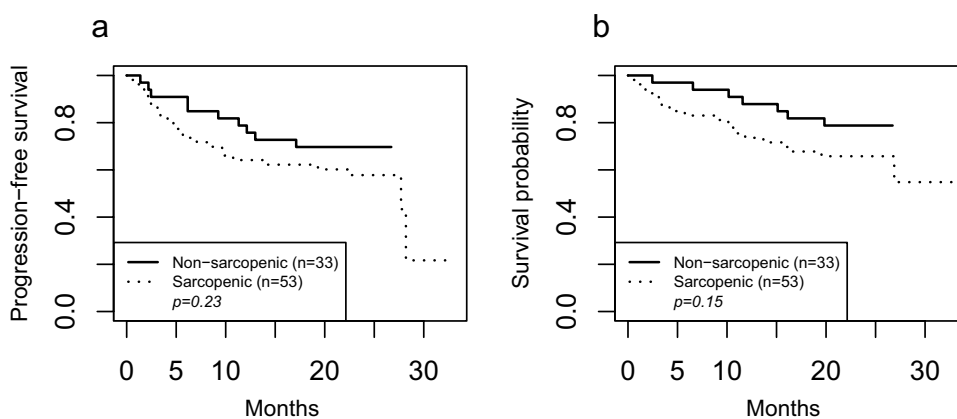 a
Progression−free survival
0.8
0.4
0.0
Non−sarcopenic (n=33)
Sarcopenic (n=53)
p=0.23
0 5 10 20 30
Months
b
Survival probability
0.8
0.4
0.0
Non−sarcopenic (n=33)
Sarcopenic (n=53)
p=0.15
0 5 10 20 30
Months